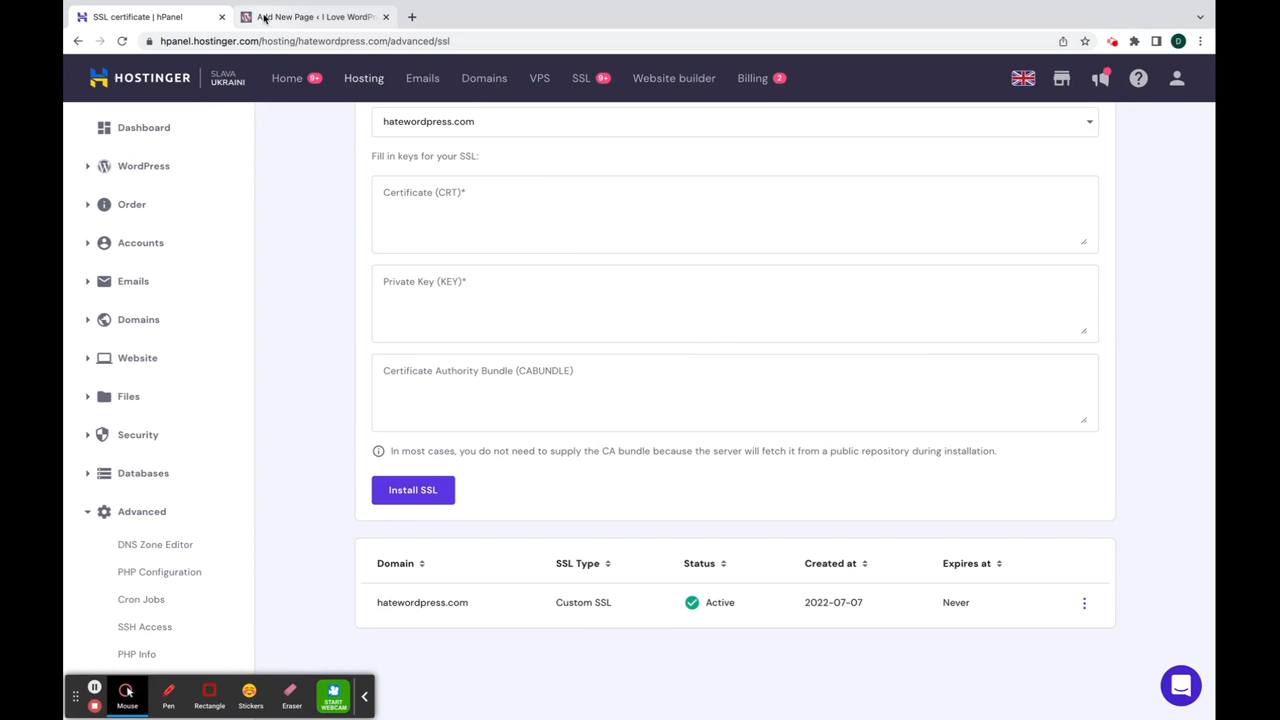 SSL certificate | hPanel
Add New Page ‹ I Love WordPr
hpanel.hostinger.com/hosting/hatewordpress.com/advanced/ssl
D
HOSTINGER
SLAVA
UKRAINI
Home 9+
Hosting
Emails
Domains
VPS
SSL 9+
Website builder
Billing 2
Dashboard
WordPress
Order
Accounts
Emails
Domains
Website
Files
Security
Databases
Advanced
DNS Zone Editor
PHP Configuration
Cron Jobs
SSH Access
PHP Info
hatewordpress.com
Fill in keys for your SSL:
Certificate (CRT)*
Private Key (KEY)*
Certificate Authority Bundle (CABUNDLE)
In most cases, you do not need to supply the CA bundle because the server will fetch it from a public repository during installation.
Install SSL
Domain SSL Type Status Created at Expires at
hatewordpress.com Custom SSL Active 2022-07-07 Never
Mouse
Pen
Rectangle
Stickers
Eraser
START
WEBCAM